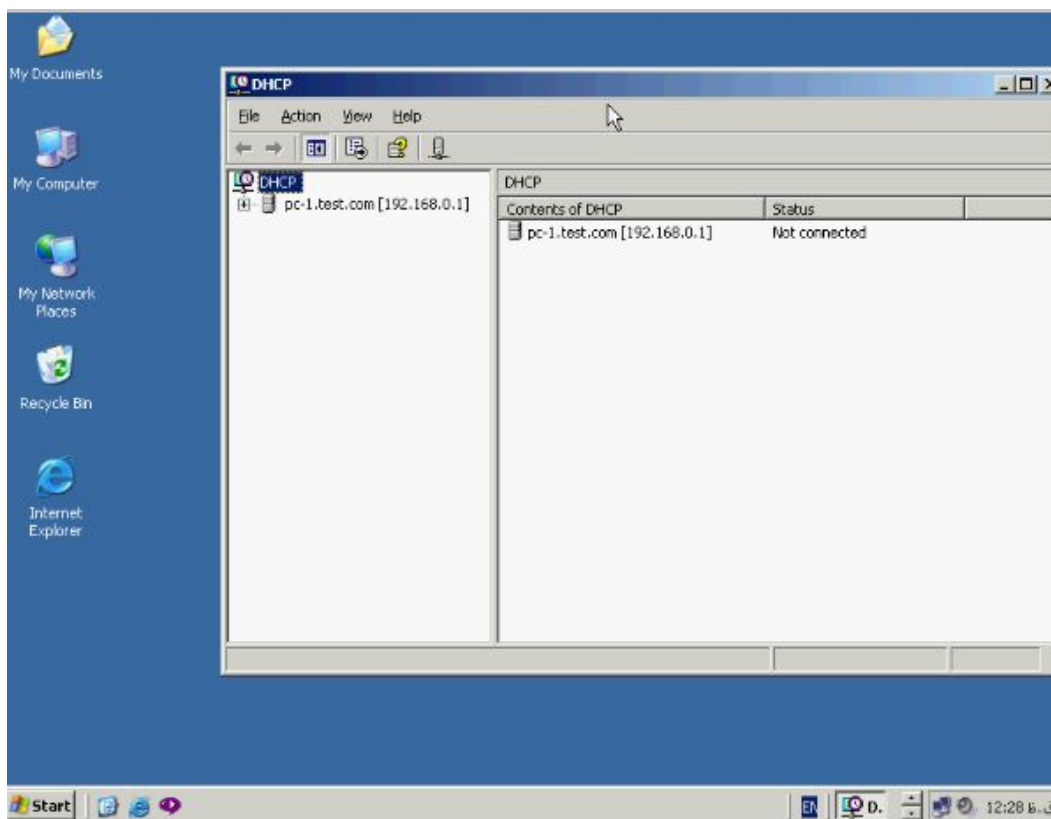 My Documents
My Computer
My Network
Places
Recycle Bin
Internet
Explorer
DHCP
File Action View Help
DHCP
pc-1.test.com [192.168.0.1]
DHCP
Contents of DHCP Status
pc-1.test.com [192.168.0.1] Not connected
Start
EN
D.
12:28